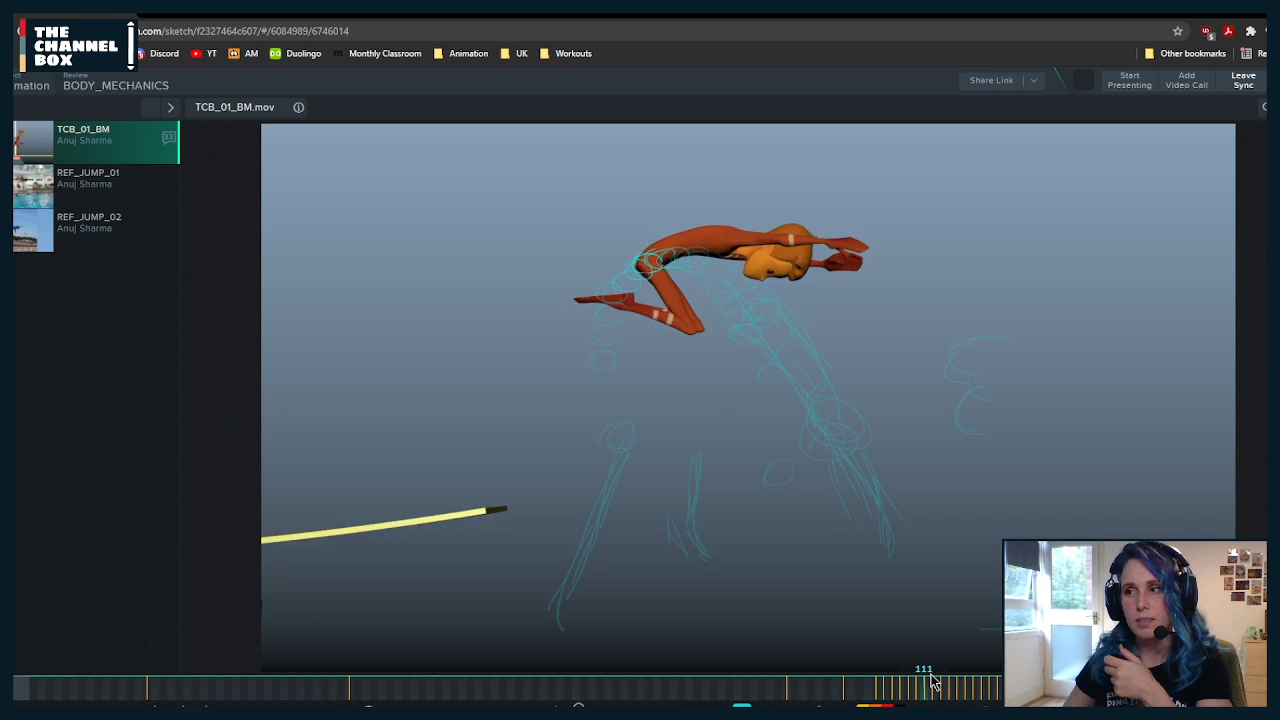 THE
CHANNEL
BOX
.com/sketch/f2327464c607/#/6084989/6746014
Discord YT AM Duolingo m Monthly Classroom Animation UK Workouts Other bookmarks
Review
mation BODY_MECHANICS
Share Link
Start
Presenting
Add
Video Call
Leave
Sync
TCB_01_BM.mov
TCB_01_BM
Anuj Sharma
33
REF_JUMP_01
Anuj Sharma
REF_JUMP_02
Anuj Sharma
111